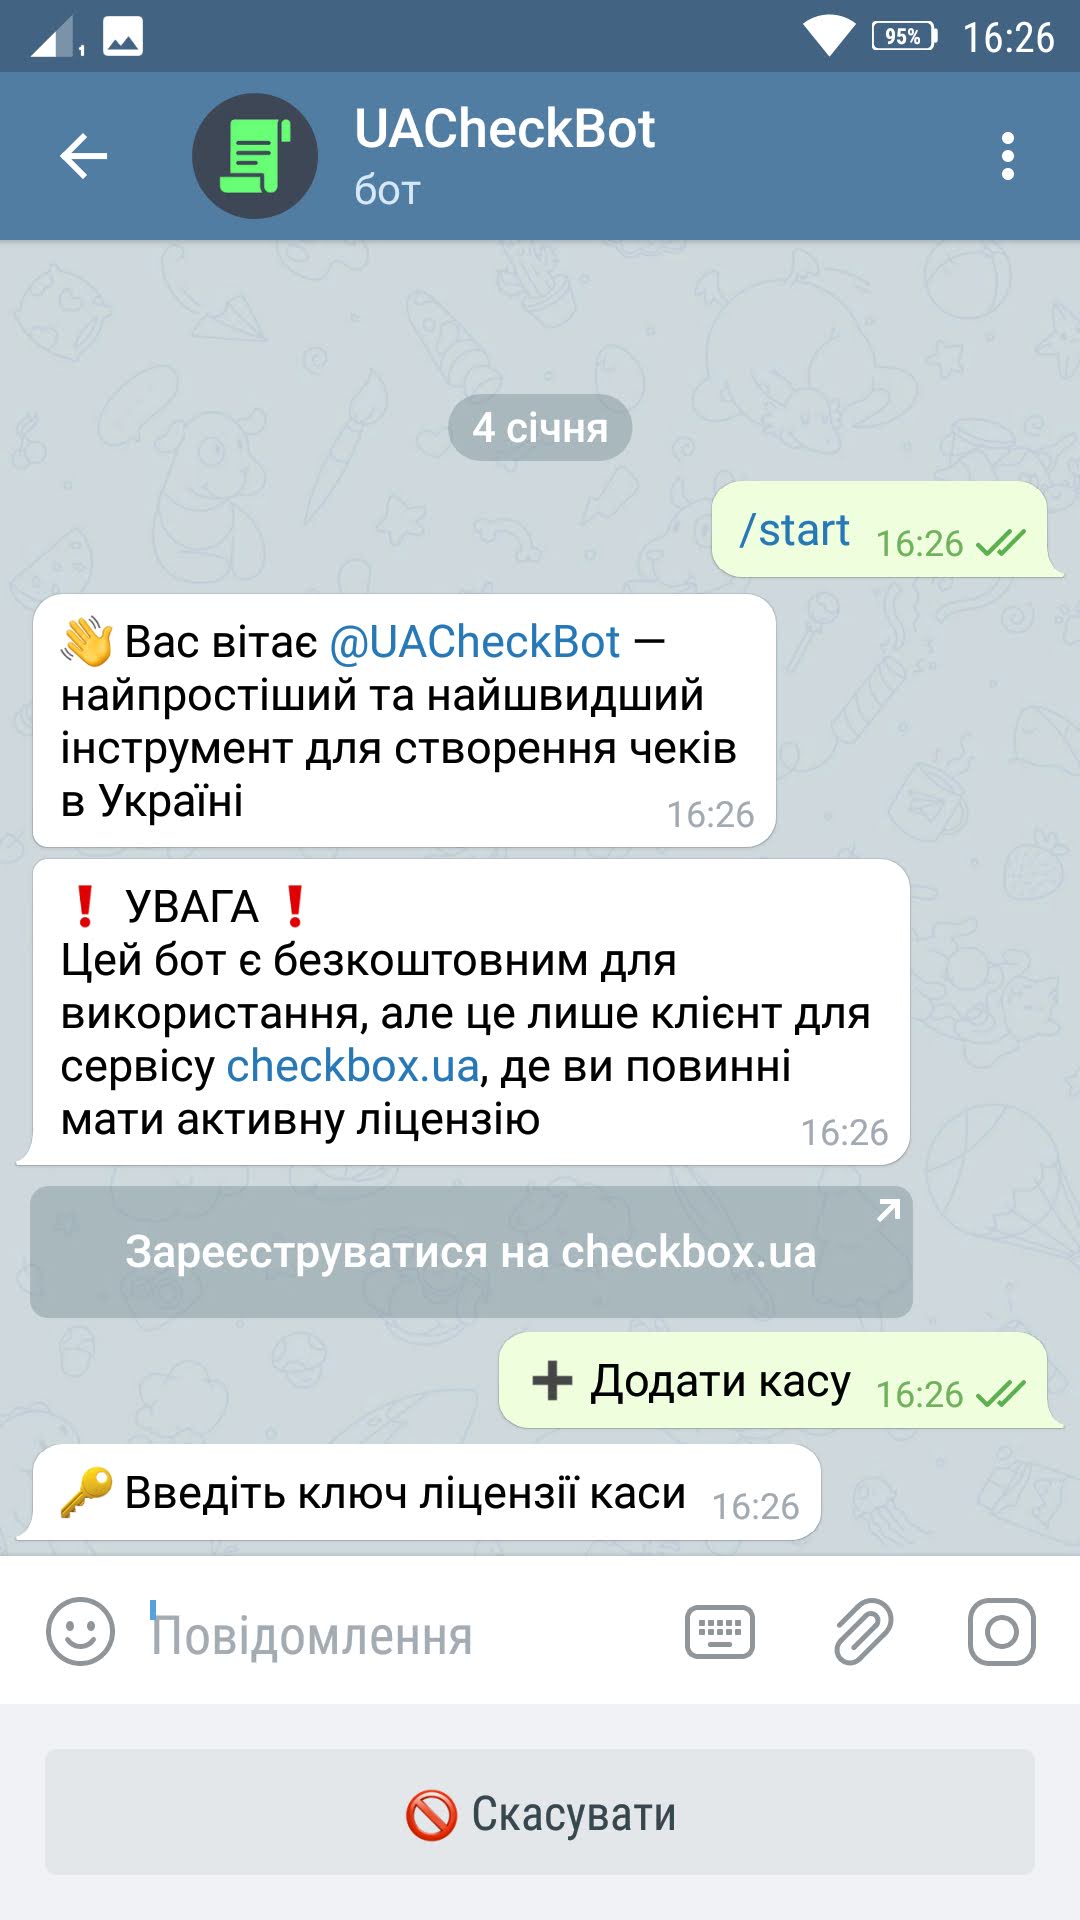 1
95%
16:26
UACheckBot
бот
4 січня
/start 16:26
👋 Вас вітає @UACheckBot —
найпростіший та найшвидший
інструмент для створення чеків
в Україні
16:26
❗ УВАГА ❗
Цей бот є безкоштовним для
використання, але це лише клієнт для
сервісу checkbox.ua, де ви повинні
мати активну ліцензію
16:26
Зареєструватися на checkbox.ua
➕ Додати касу 16:26
🔑 Введіть ключ ліцензії каси 16:26
Повідомлення
🚫 Скасувати